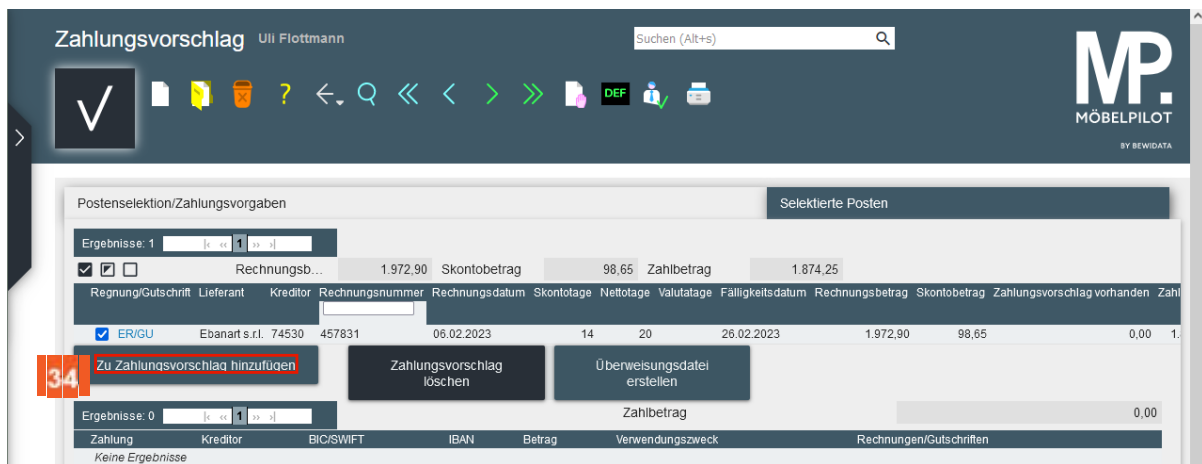 Zahlungsvorschlag Uli Flottmann
Suchen (Alt+s)
MP.
MÖBELPILOT
BY BEWIDATA
? DEF
Postenselektion/Zahlungsvorgaben Selektierte Posten
Ergebnisse: 1 1
Rechnungsb... 1.972,90 Skontobetrag 98,65 Zahlbetrag 1.874,25
Regnung/Gutschrift Lieferant Kreditor Rechnungsnummer Rechnungsdatum Skontotage Nettotage Valutatage Fälligkeitsdatum Rechnungsbetrag Skontobetrag Zahlungsvorschlag vorhanden Zahl
ER/GU Ebanart s.r.l. 74530 457831 06.02.2023 14 20 26.02.2023 1.972,90 98,65 0,00 1.
34 Zu Zahlungsvorschlag hinzufügen
Zahlungsvorschlag
löschen
Überweisungsdatei
erstellen
Ergebnisse: 0 1 Zahlbetrag 0,00
Zahlung Kreditor BIC/SWIFT IBAN Betrag Verwendungszweck Rechnungen/Gutschriften
Keine Ergebnisse